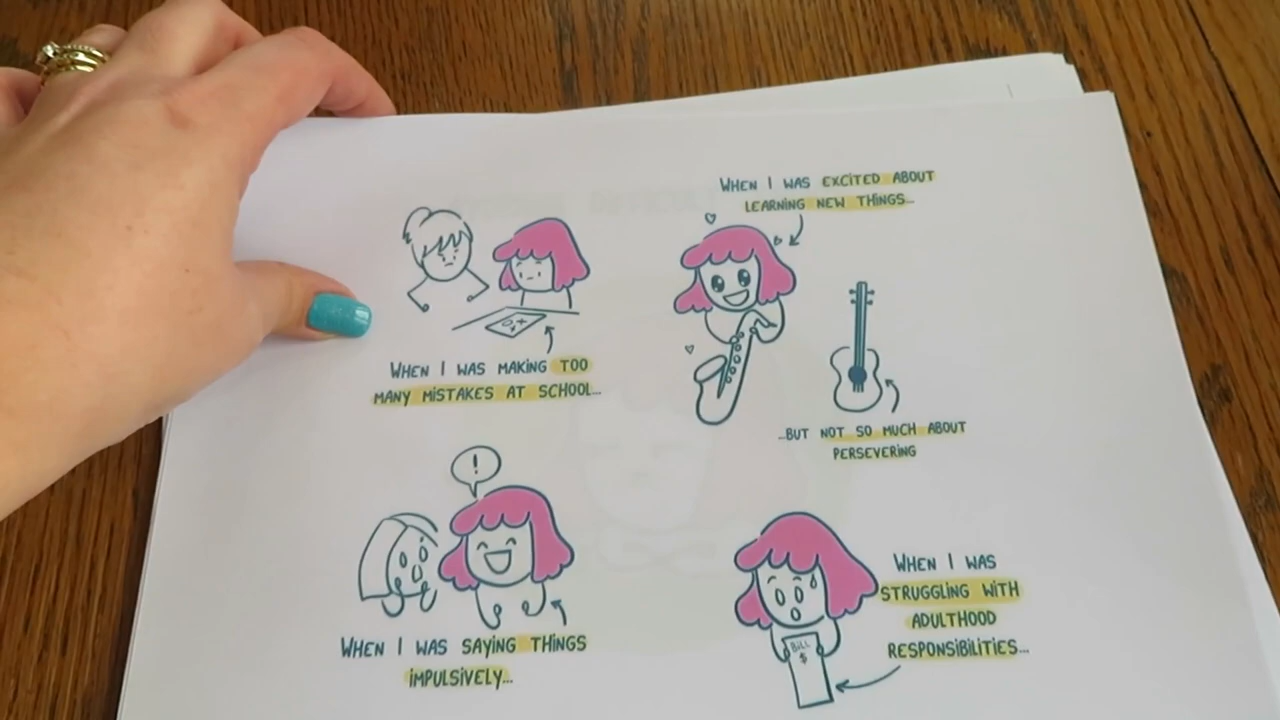 WHEN I WAS MAKING TOO
MANY MISTAKES AT SCHOOL...
WHEN I WAS EXCITED ABOUT
LEARNING NEW THINGS...
...BUT NOT SO MUCH ABOUT
PERSEVERING
!
WHEN I WAS SAYING THINGS
IMPULSIVELY...
WHEN I WAS
STRUGGLING WITH
ADULTHOOD
RESPONSIBILITIES...
BILL
$